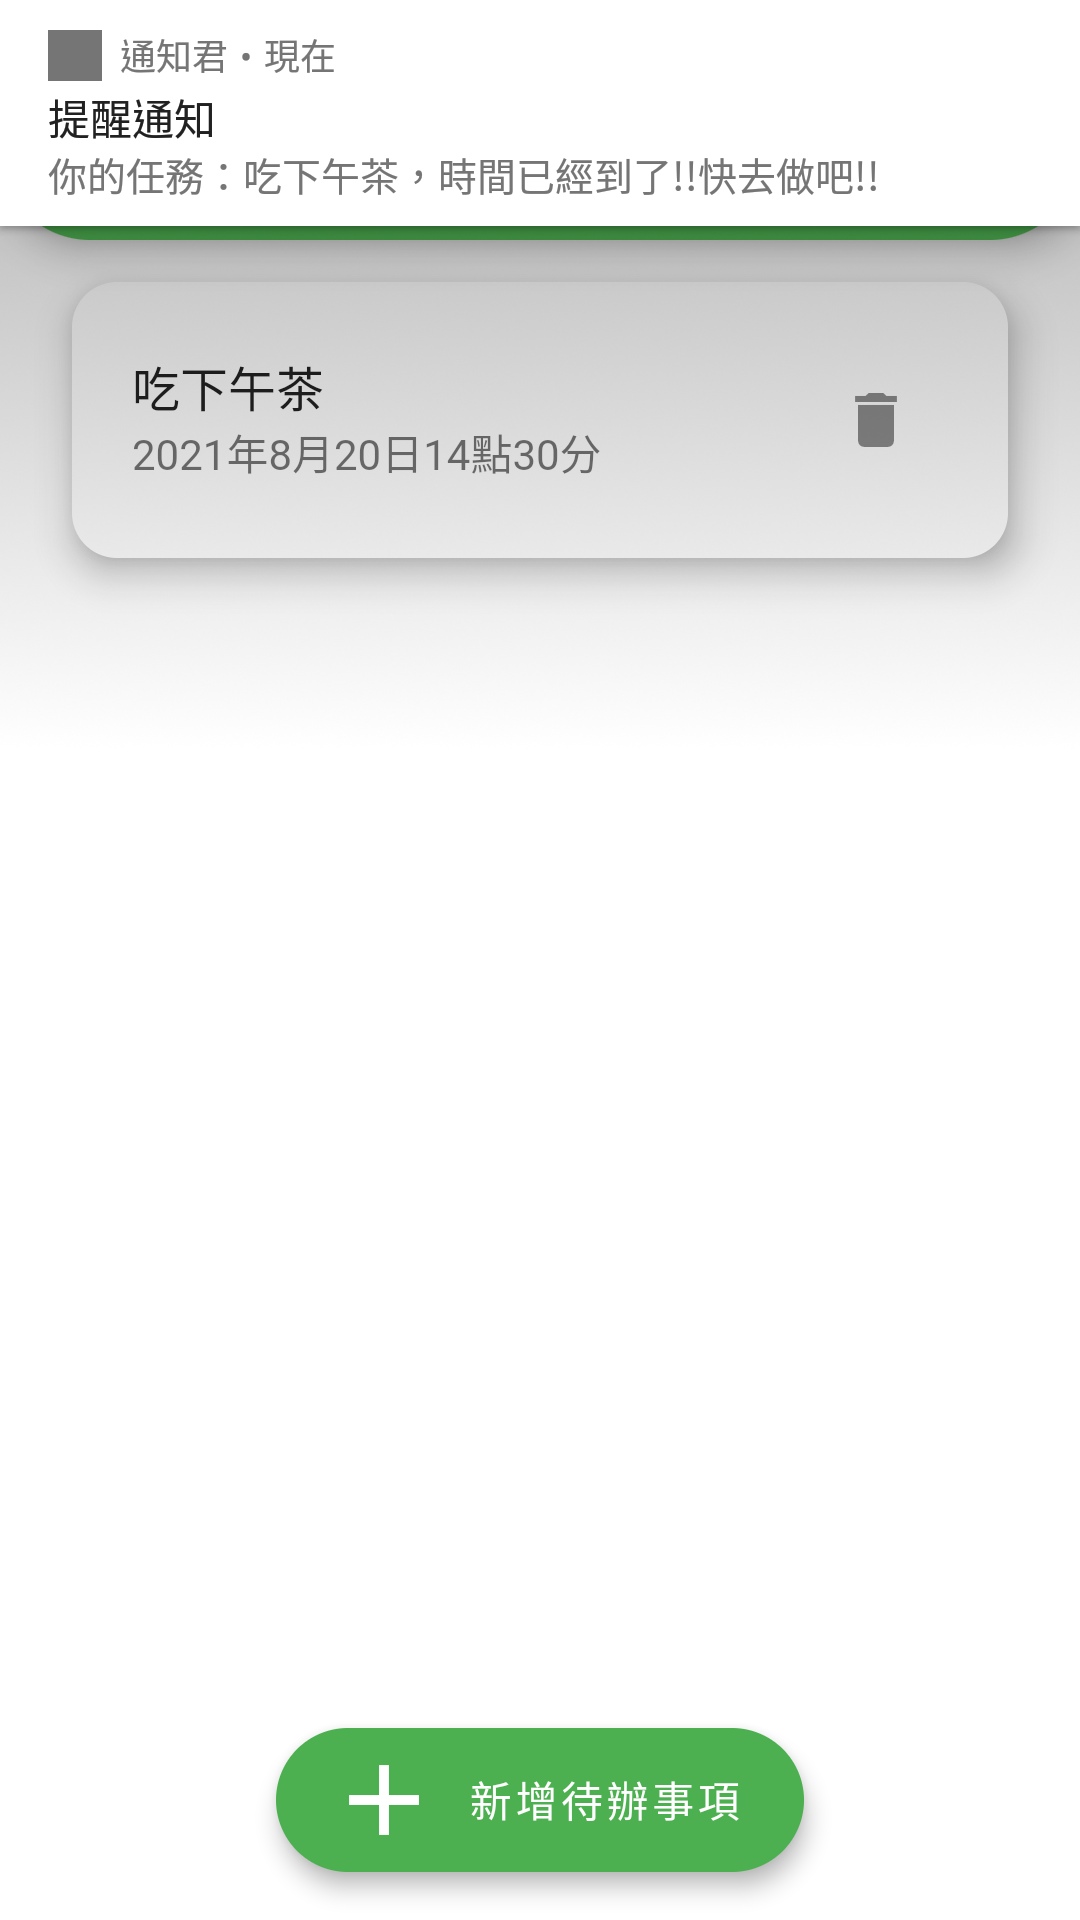 通知君・現在
提醒通知
你的任務：吃下午茶，時間已經到了!!快去做吧!!
吃下午茶
2021年8月20日14點30分
新增待辦事項